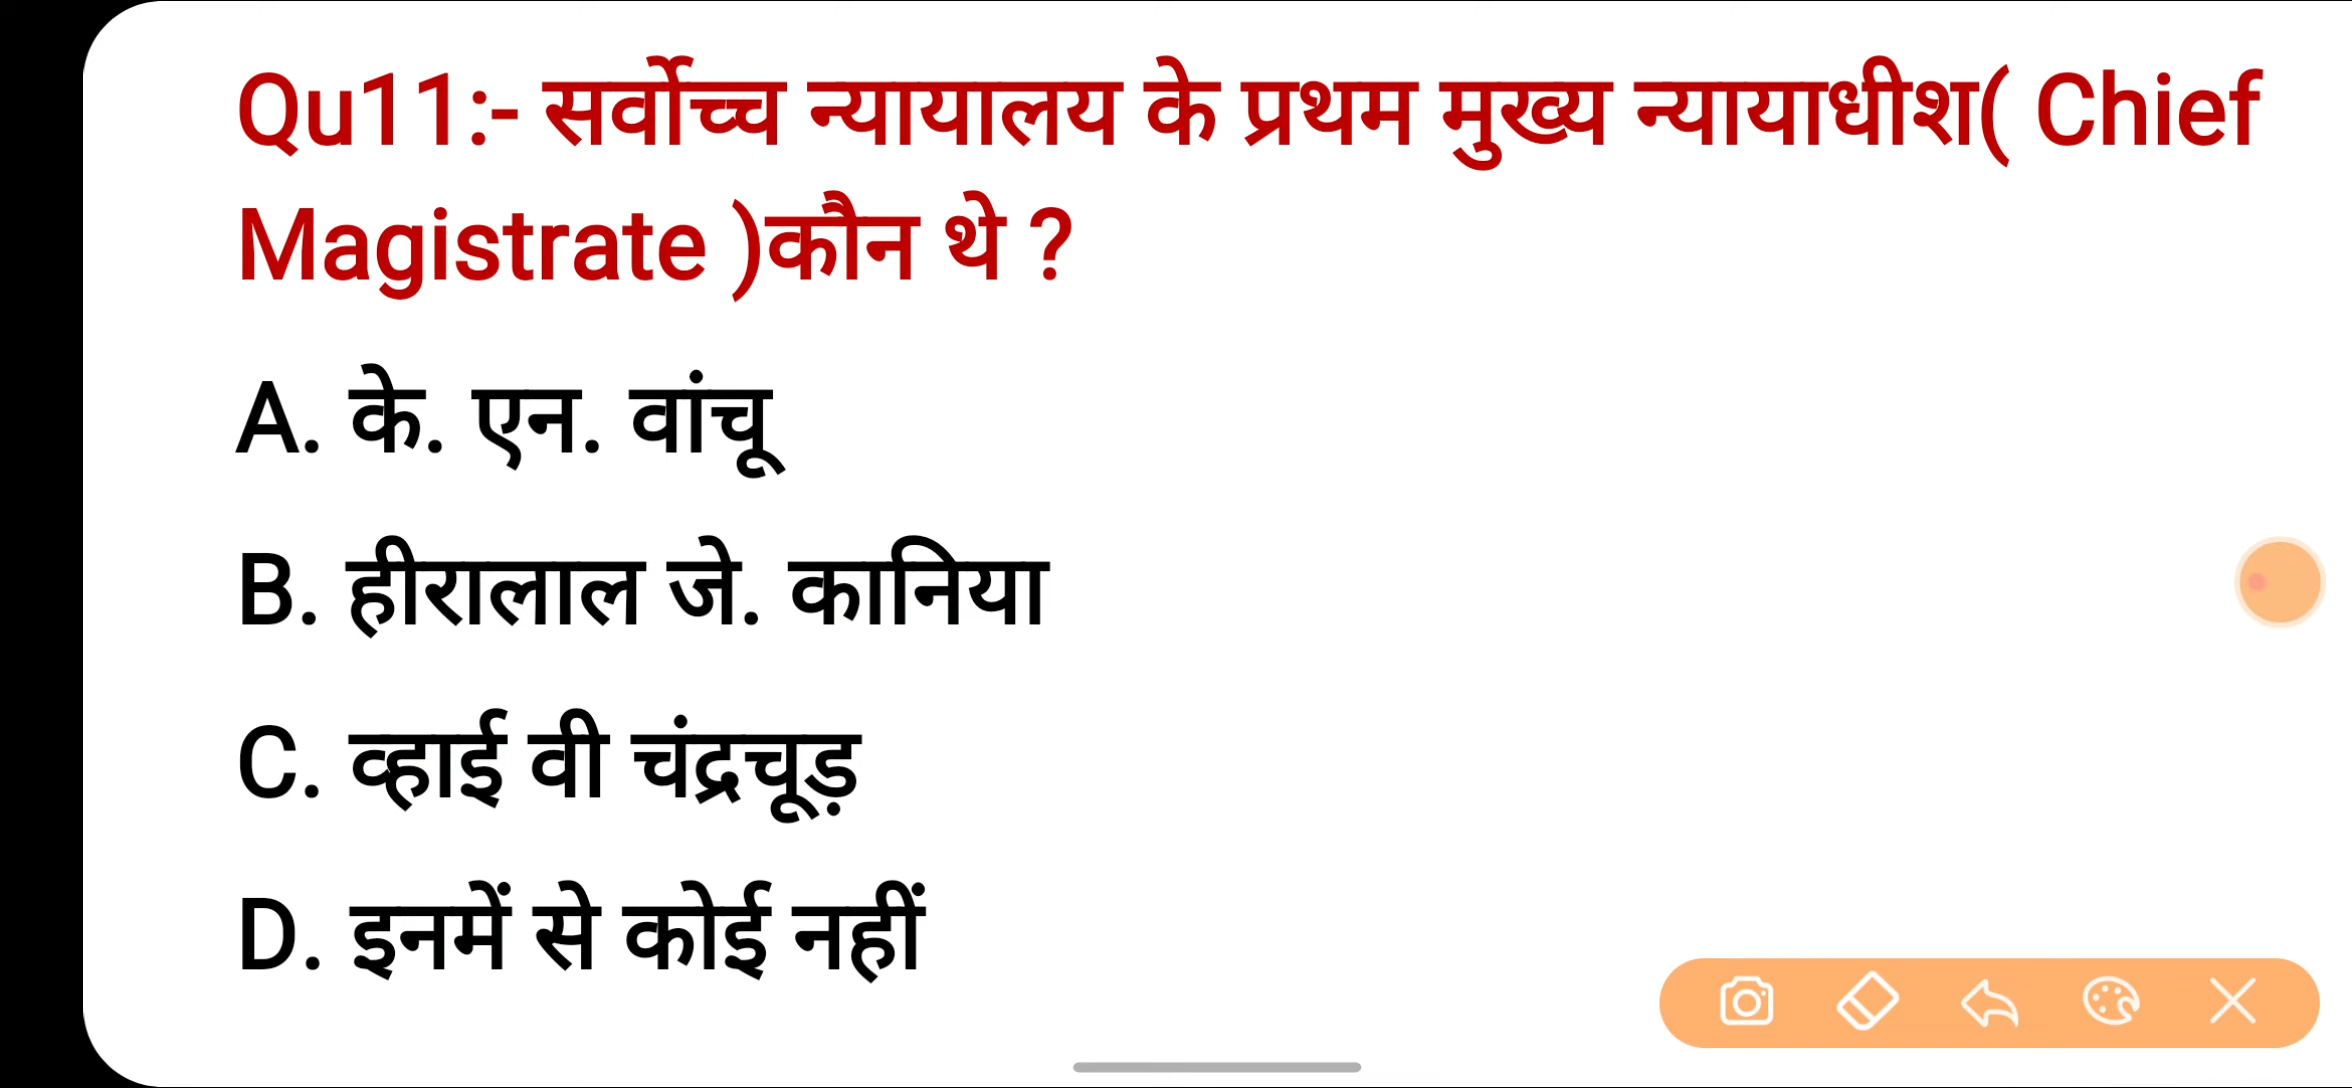 Qu11:- सर्वोच्च न्यायालय के प्रथम मुख्य न्यायाधीश( Chief
Magistrate )कौन थे ?
A. के. एन. वांचू
B. हीरालाल जे. कानिया
C. व्हाई वी चंद्रचूड़
D. इनमें से कोई नहीं